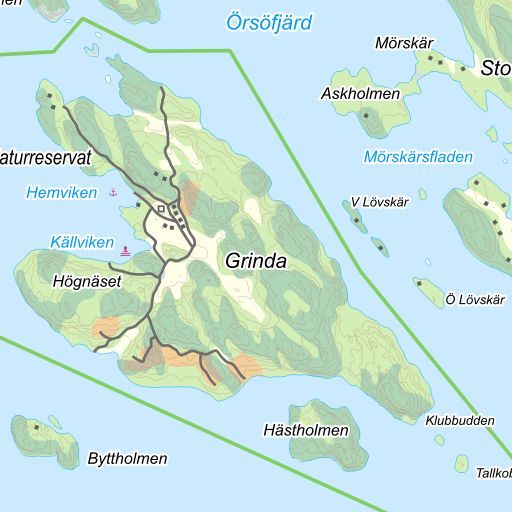 Örsöfjärd
Mörskär
Sto
Askholmen
aturreservat
Mörskärsfladen
Hemviken
V Lövskär
Källviken
Grinda
Högnäset
Ö Lövskär
Klubbudden
Hästholmen
Byttholmen
Tallkob